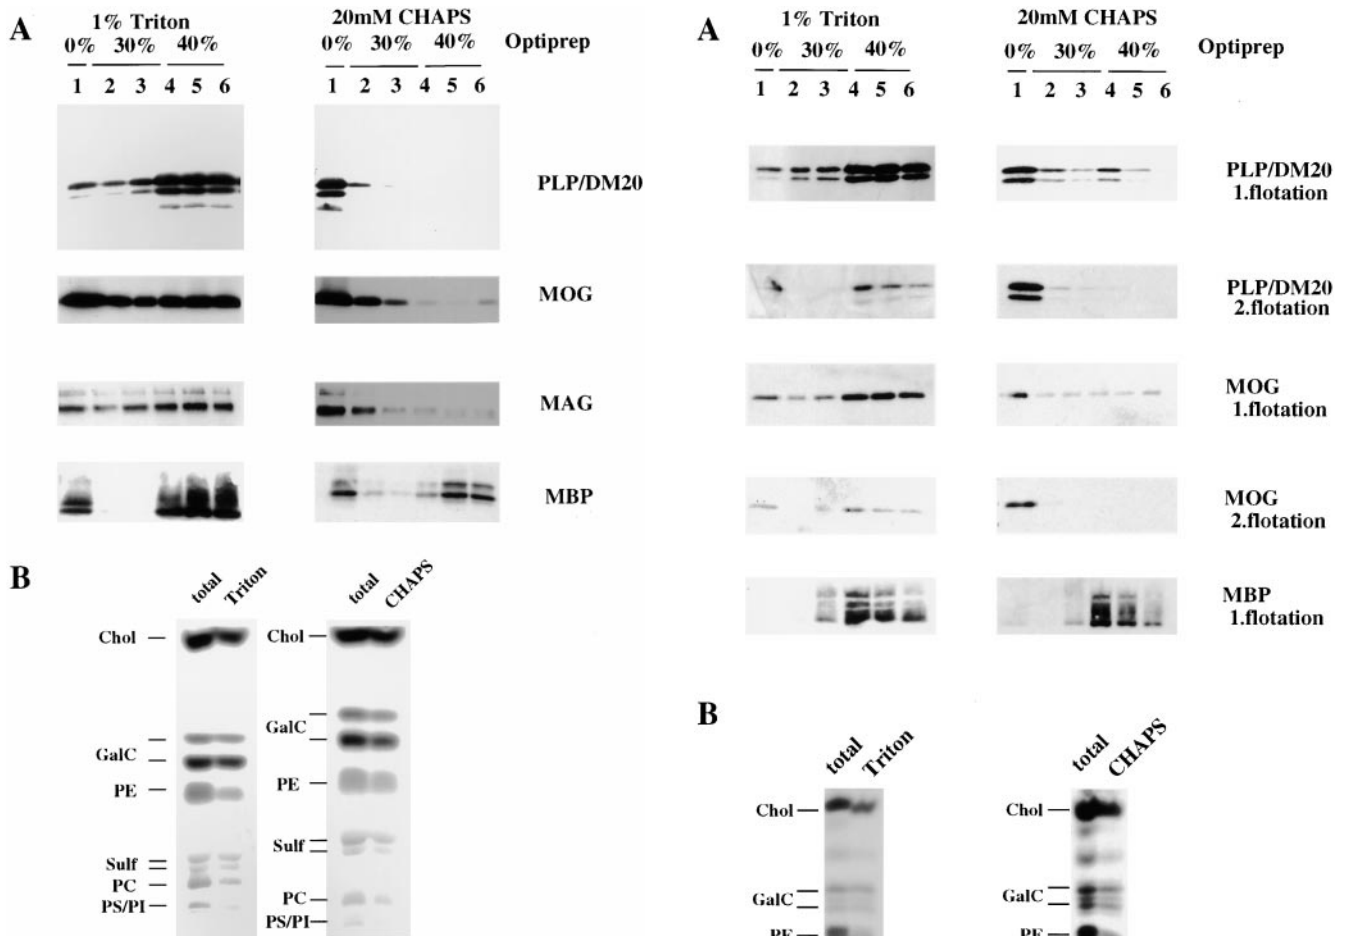 A
1% Triton
20mM CHAPS
0% 30% 40%
0% 30% 40%
Optiprep
1 2 3 4 5 6
1 2 3 4 5 6
PLP/DM20
MOG
MAG
MBP
B
total Triton
total CHAPS
Chol
GalC
PE
Sulf
PC
PS/PI
Chol
GalC
PE
Sulf
PC
PS/PI
A
1% Triton
20mM CHAPS
0% 30% 40%
0% 30% 40%
Optiprep
1 2 3 4 5 6
1 2 3 4 5 6
PLP/DM20
1.flotation
PLP/DM20
2.flotation
MOG
1.flotation
MOG
2.flotation
MBP
1.flotation
B
total Triton
total CHAPS
Chol
GalC
PE
Chol
GalC
PE